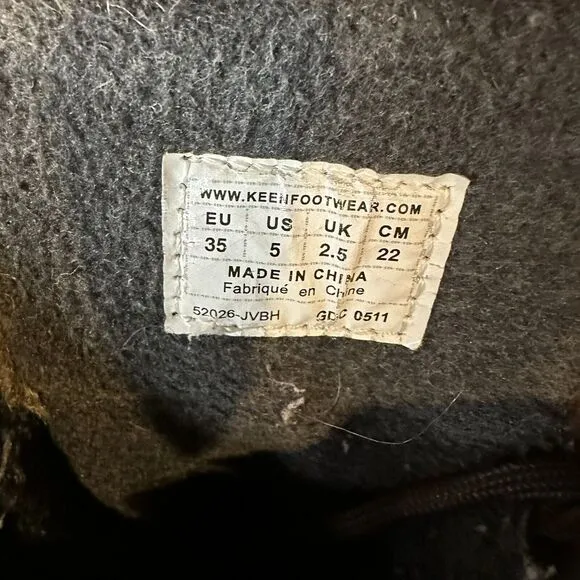 WWW.KEENFOOTWEAR.COM
EU US UK CM
35 5 2.5 22
MADE IN CHINA
Fabriqué en Chine
52026-JVBH 0511